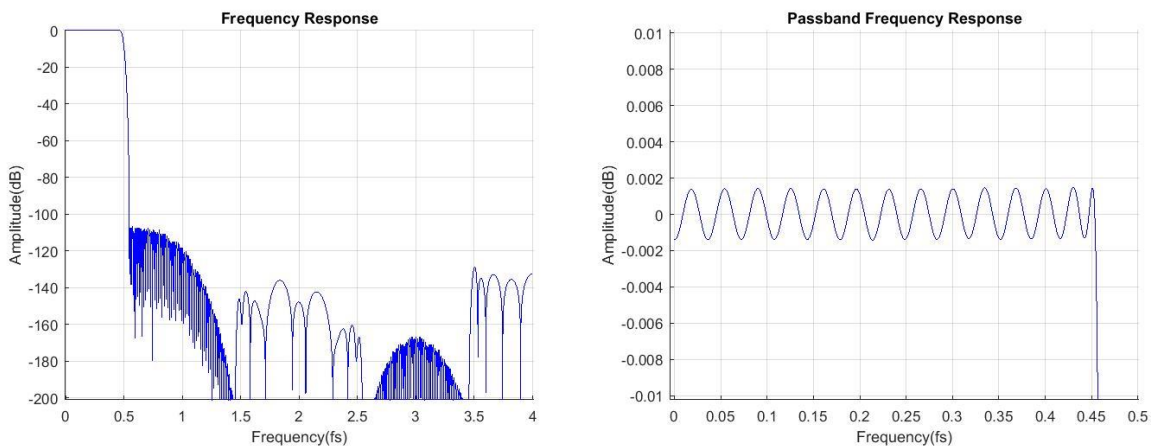 Frequency Response
Amplitude(dB)
0
-20
-40
-60
-80
-100
-120
-140
-160
-180
-200
0 0.5 1 1.5 2 2.5 3 3.5 4
Frequency(fs)
Passband Frequency Response
Amplitude(dB)
0.01
0.008
0.006
0.004
0.002
0
-0.002
-0.004
-0.006
-0.008
-0.01
0 0.05 0.1 0.15 0.2 0.25 0.3 0.35 0.4 0.45 0.5
Frequency(fs)